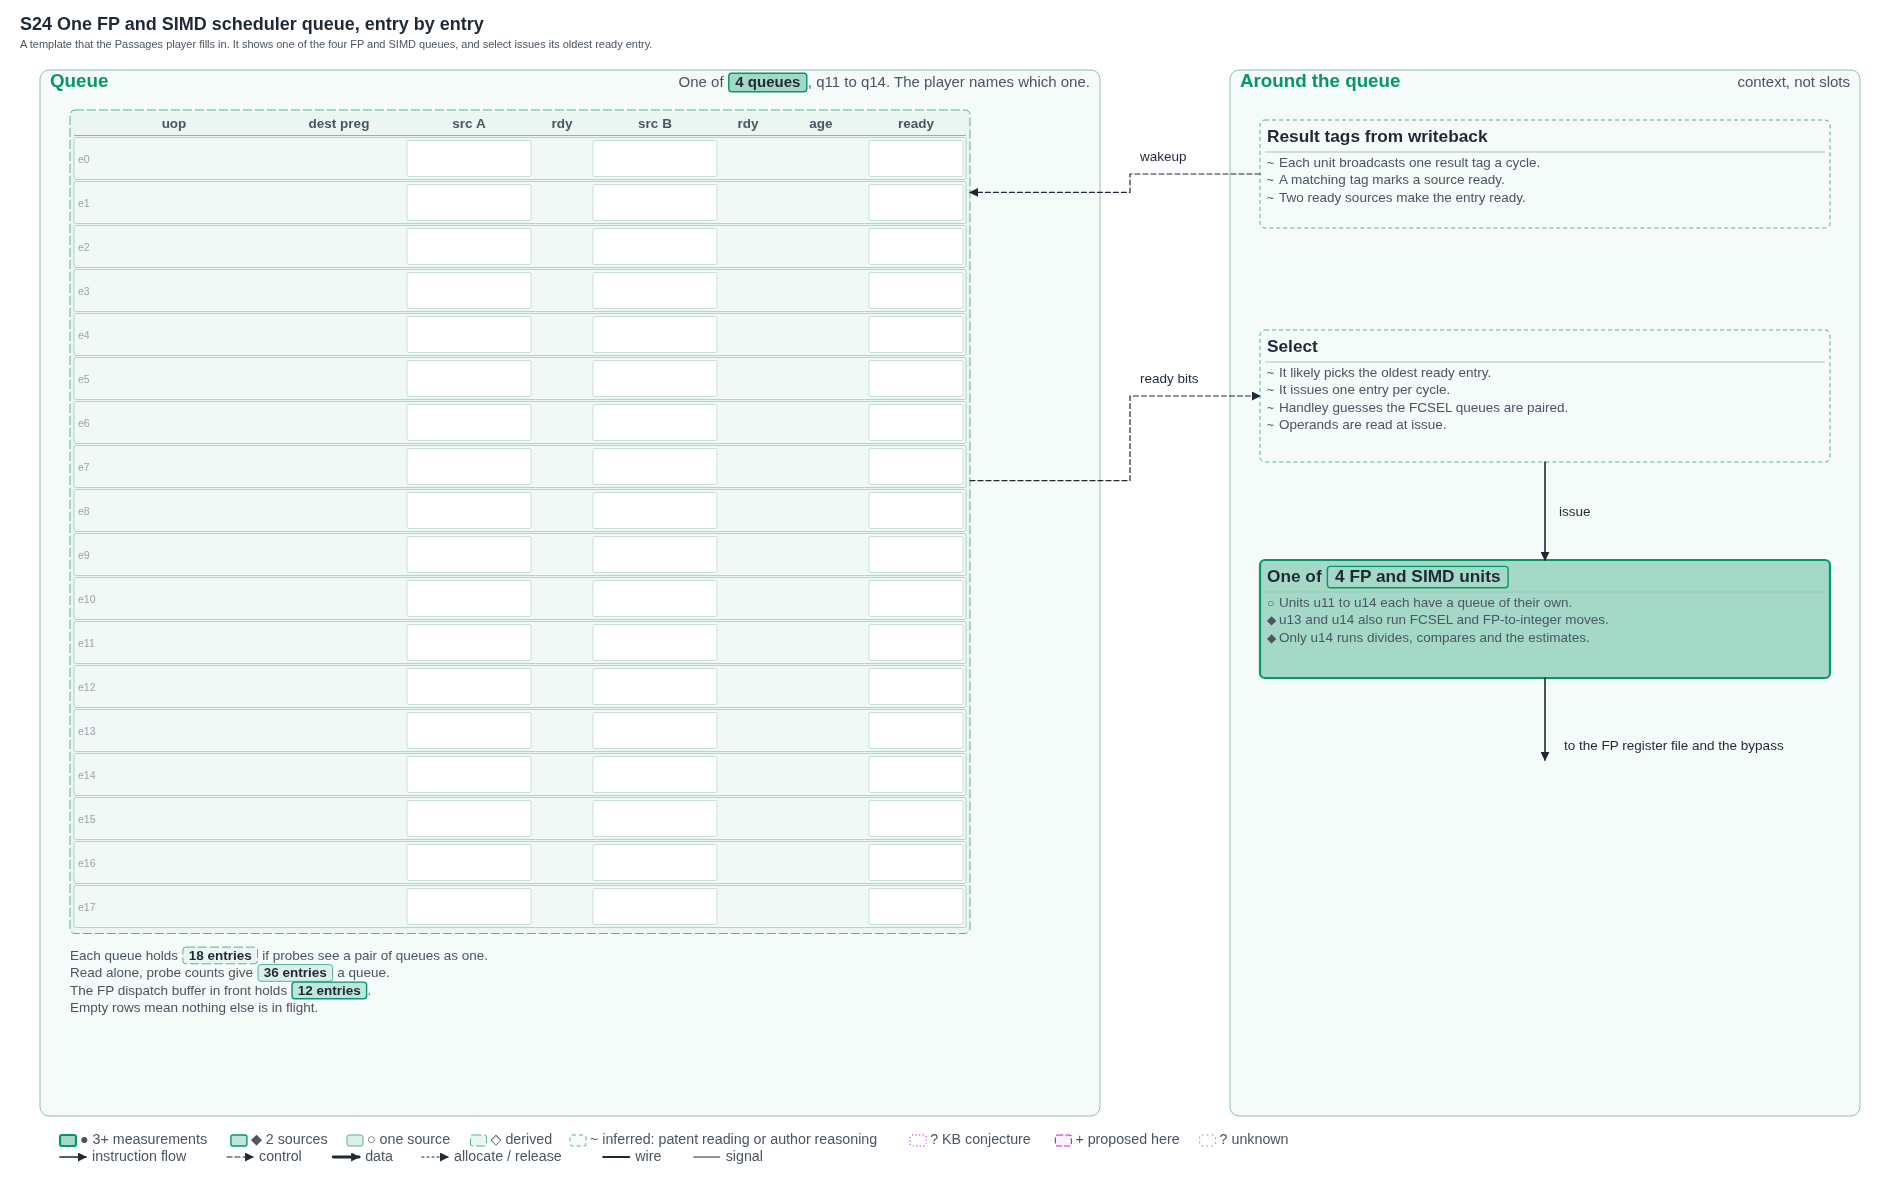 S24 One FP and SIMD scheduler queue, entry by entry
A template that the Passages player fills in. It shows one of the four FP and SIMD queues, and select issues its oldest ready entry.
Queue
One of 4 queues, q11 to q14. The player names which one.
uop dest preg src A rdy src B rdy age ready
e0
e1
e2
e3
e4
e5
e6
e7
e8
e9
e10
e11
e12
e13
e14
e15
e16
e17
Each queue holds 18 entries if probes see a pair of queues as one.
Read alone, probe counts give 36 entries a queue.
The FP dispatch buffer in front holds 12 entries.
Empty rows mean nothing else is in flight.
wakeup
ready bits
Around the queue
context, not slots
Result tags from writeback
~ Each unit broadcasts one result tag a cycle.
~ A matching tag marks a source ready.
~ Two ready sources make the entry ready.
Select
~ It likely picks the oldest ready entry.
~ It issues one entry per cycle.
~ Handley guesses the FCSEL queues are paired.
~ Operands are read at issue.
issue
One of 4 FP and SIMD units
○ Units u11 to u14 each have a queue of their own.
◆ u13 and u14 also run FCSEL and FP-to-integer moves.
◆ Only u14 runs divides, compares and the estimates.
to the FP register file and the bypass
● 3+ measurements ◆ 2 sources ○ one source ◇ derived ~ inferred: patent reading or author reasoning ? KB conjecture + proposed here ? unknown
instruction flow control data allocate / release wire signal